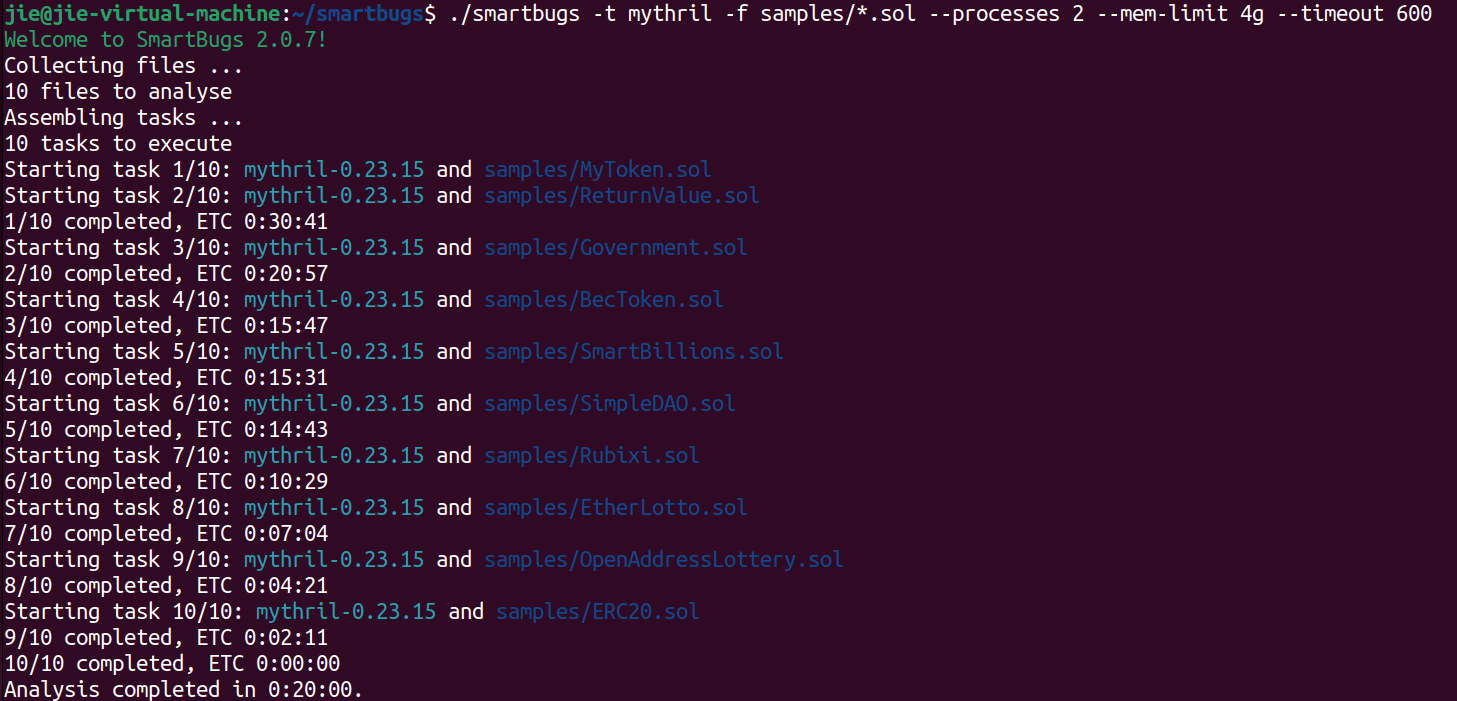 jie@jie-virtual-machine:~/smartbugs$ ./smartbugs -t mythril -f samples/*.sol --processes 2 --mem-limit 4g --timeout 600
Welcome to SmartBugs 2.0.7!
Collecting files ...
10 files to analyse
Assembling tasks ...
10 tasks to execute
Starting task 1/10: mythril-0.23.15 and samples/MyToken.sol
Starting task 2/10: mythril-0.23.15 and samples/ReturnValue.sol
1/10 completed, ETC 0:30:41
Starting task 3/10: mythril-0.23.15 and samples/Government.sol
2/10 completed, ETC 0:20:57
Starting task 4/10: mythril-0.23.15 and samples/BecToken.sol
3/10 completed, ETC 0:15:47
Starting task 5/10: mythril-0.23.15 and samples/SmartBillions.sol
4/10 completed, ETC 0:15:31
Starting task 6/10: mythril-0.23.15 and samples/SimpleDAO.sol
5/10 completed, ETC 0:14:43
Starting task 7/10: mythril-0.23.15 and samples/Rubixi.sol
6/10 completed, ETC 0:10:29
Starting task 8/10: mythril-0.23.15 and samples/EtherLotto.sol
7/10 completed, ETC 0:07:04
Starting task 9/10: mythril-0.23.15 and samples/OpenAddressLottery.sol
8/10 completed, ETC 0:04:21
Starting task 10/10: mythril-0.23.15 and samples/ERC20.sol
9/10 completed, ETC 0:02:11
10/10 completed, ETC 0:00:00
Analysis completed in 0:20:00.